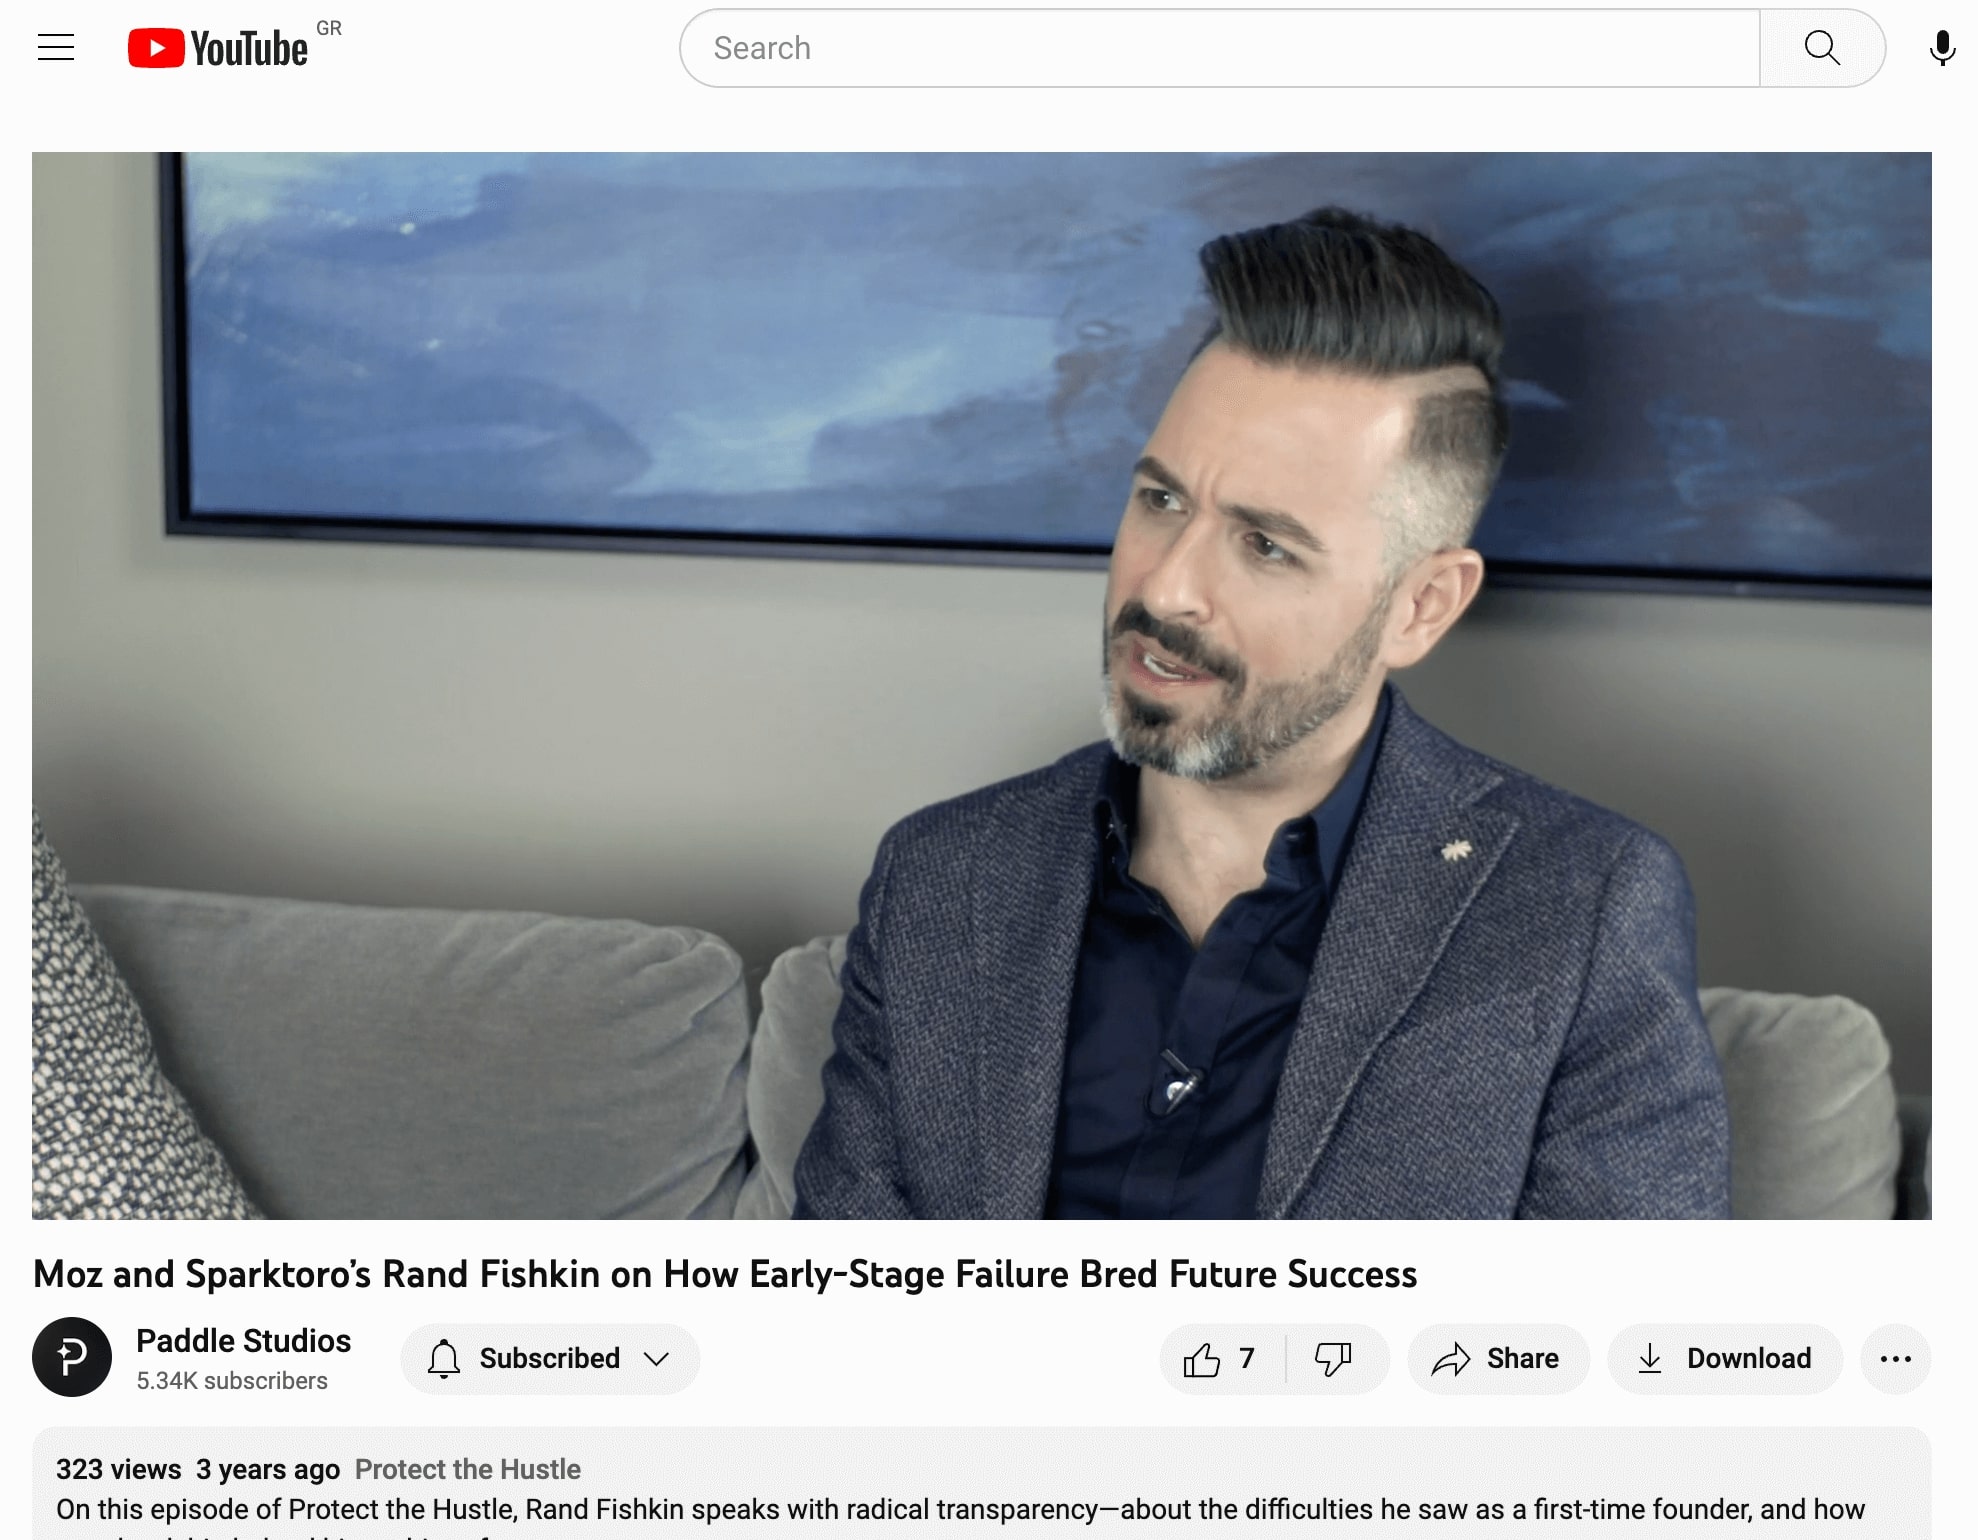 YouTube GR
Search
Moz and Sparktoro’s Rand Fishkin on How Early-Stage Failure Bred Future Success
Paddle Studios
5.34K subscribers
Subscribed
7
Share
Download
323 views 3 years ago Protect the Hustle
On this episode of Protect the Hustle, Rand Fishkin speaks with radical transparency—about the difficulties he saw as a first-time founder, and how